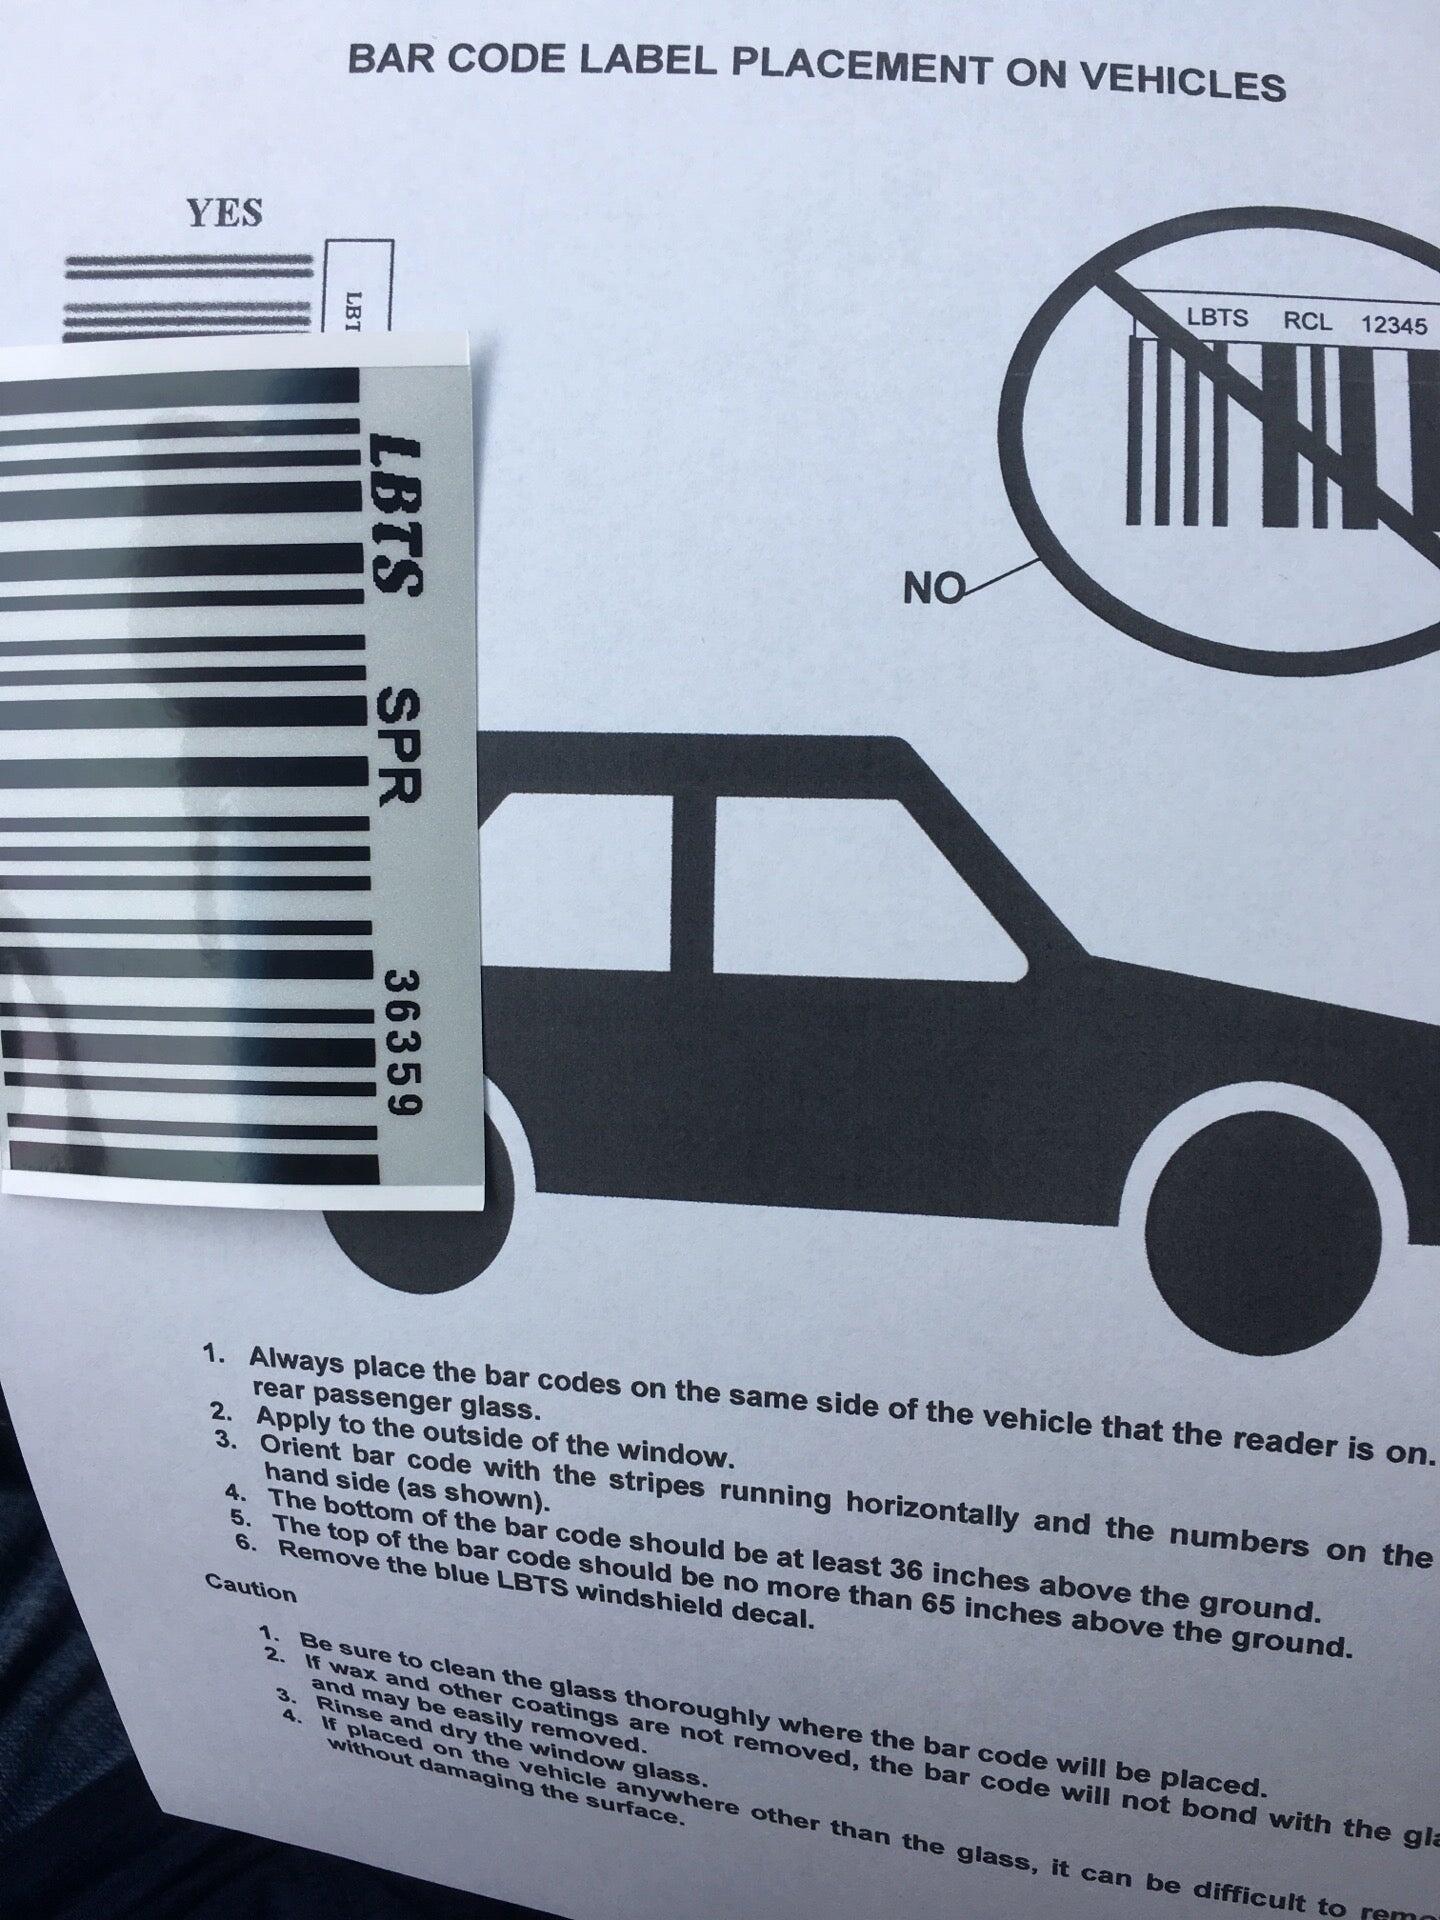 BAR CODE LABEL PLACEMENT ON VEHICLES
YES
LBT
LBTS RCL 12345
NO
LBTS SPR 36359
1. Always place the bar codes on the same side of the vehicle that the reader is on.
rear passenger glass.
2. Apply to the outside of the window.
3. Orient bar code with the stripes running horizontally and the numbers on the
hand side (as shown).
4. The bottom of the bar code should be at least 36 inches above the ground.
5. The top of the bar code should be no more than 65 inches above the ground.
6. Remove the blue LBTS windshield decal.
Caution
1. Be sure to clean the glass thoroughly where the bar code will be placed.
2. If wax and other coatings are not removed, the bar code will not bond with the
and may be easily removed.
3. Rinse and dry the window glass.
4. If placed on the vehicle anywhere other than the glass, it can be difficult to
without damaging the surface.